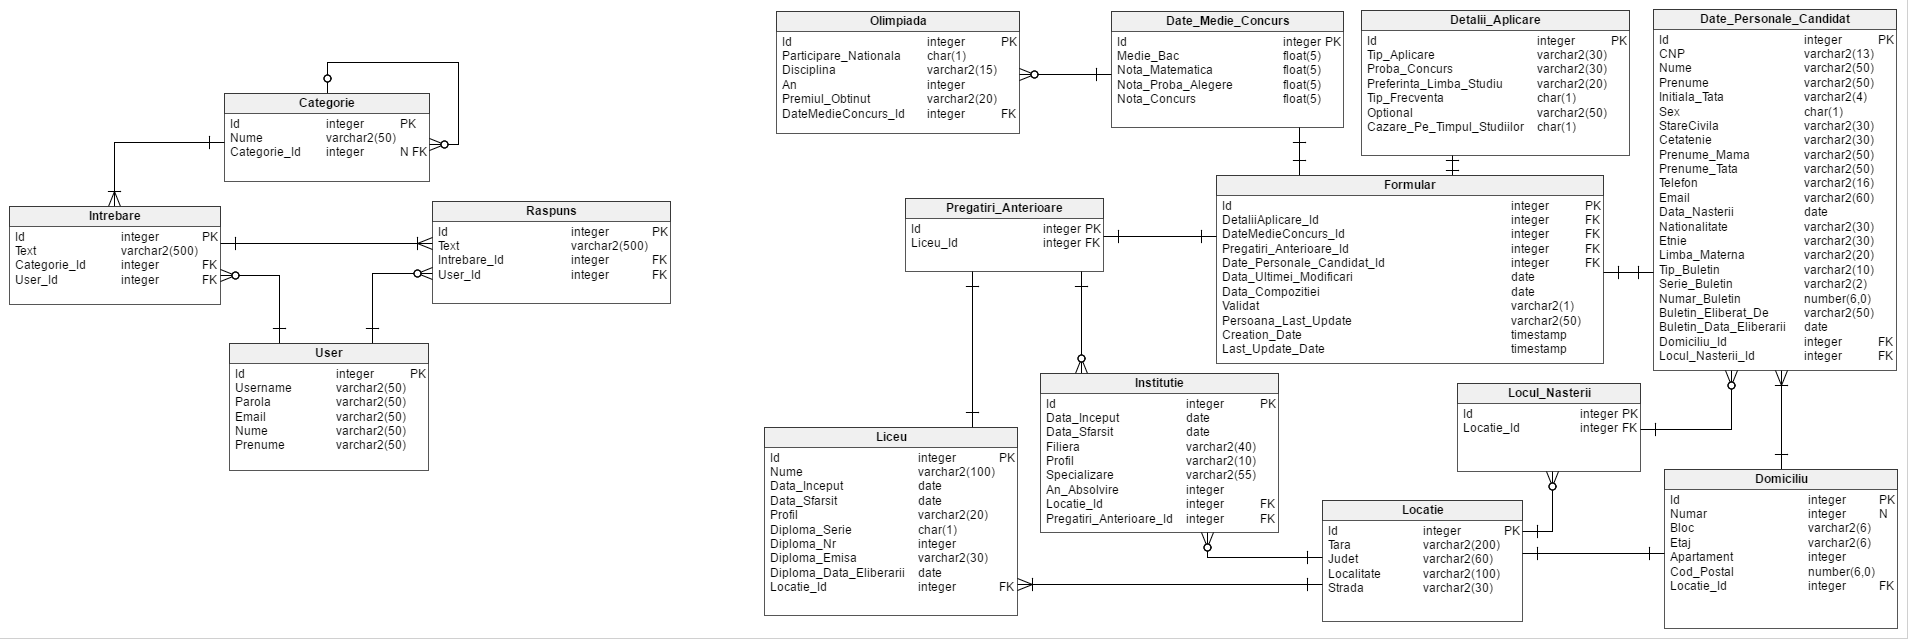 Categorie
Id integer PK
Nume varchar2(50)
Categorie_Id integer N FK
Intrebare
Id integer PK
Text varchar2(500)
Categorie_Id integer FK
User_Id integer FK
Raspuns
Id integer PK
Text varchar2(500)
Intrebare_Id integer FK
User_Id integer FK
User
Id integer PK
Username varchar2(50)
Parola varchar2(50)
Email varchar2(50)
Nume varchar2(50)
Prenume varchar2(50)
Olimpiada
Id integer PK
Participare_Nationala char(1)
Disciplina varchar2(15)
An integer
Premiul_Obtinut varchar2(20)
DateMedieConcurs_Id integer FK
Date_Medie_Concurs
Id integer PK
Medie_Bac float(5)
Nota_Matematica float(5)
Nota_Proba_Alegere float(5)
Nota_Concurs float(5)
Detalii_Aplicare
Id integer PK
Tip_Aplicare varchar2(30)
Proba_Concurs varchar2(30)
Preferinta_Limba_Studiu varchar2(20)
Tip_Frecventa char(1)
Optional varchar2(50)
Cazare_Pe_Timpul_Studiilor char(1)
Date_Personale_Candidat
Id integer PK
CNP varchar2(13)
Nume varchar2(50)
Prenume varchar2(50)
Initiala_Tata varchar2(4)
Sex char(1)
StareCivila varchar2(30)
Cetatenie varchar2(30)
Prenume_Mama varchar2(50)
Prenume_Tata varchar2(50)
Telefon varchar2(16)
Email varchar2(60)
Data_Nasterii date
Nationalitate varchar2(30)
Etnie varchar2(30)
Limba_Materna varchar2(20)
Tip_Buletin varchar2(10)
Serie_Buletin varchar2(2)
Numar_Buletin number(6,0)
Buletin_Eliberat_De varchar2(50)
Buletin_Data_Eliberarii date
Domiciliu_Id integer FK
Locul_Nasterii_Id integer FK
Pregatiri_Anterioare
Id integer PK
Liceu_Id integer FK
Formular
Id integer PK
DetaliiAplicare_Id integer FK
DateMedieConcurs_Id integer FK
Pregatiri_Anterioare_Id integer FK
Date_Personale_Candidat_Id integer FK
Data_Ultimei_Modificari date
Data_Compozitiei date
Validat varchar2(1)
Persoana_Last_Update varchar2(50)
Creation_Date timestamp
Last_Update_Date timestamp
Institutie
Id integer PK
Data_Inceput date
Data_Sfarsit date
Filiera varchar2(40)
Profil varchar2(10)
Specializare varchar2(55)
An_Absolvire integer
Locatie_Id integer FK
Pregatiri_Anterioare_Id integer FK
Locul_Nasterii
Id integer PK
Locatie_Id integer FK
Liceu
Id integer PK
Nume varchar2(100)
Data_Inceput date
Data_Sfarsit date
Profil varchar2(20)
Diploma_Serie char(1)
Diploma_Nr integer
Diploma_Emisa varchar2(30)
Diploma_Data_Eliberarii date
Locatie_Id integer FK
Locatie
Id integer PK
Tara varchar2(200)
Judet varchar2(60)
Localitate varchar2(100)
Strada varchar2(30)
Domiciliu
Id integer PK
Numar integer N
Bloc varchar2(6)
Etaj varchar2(6)
Apartament integer
Cod_Postal number(6,0)
Locatie_Id integer FK